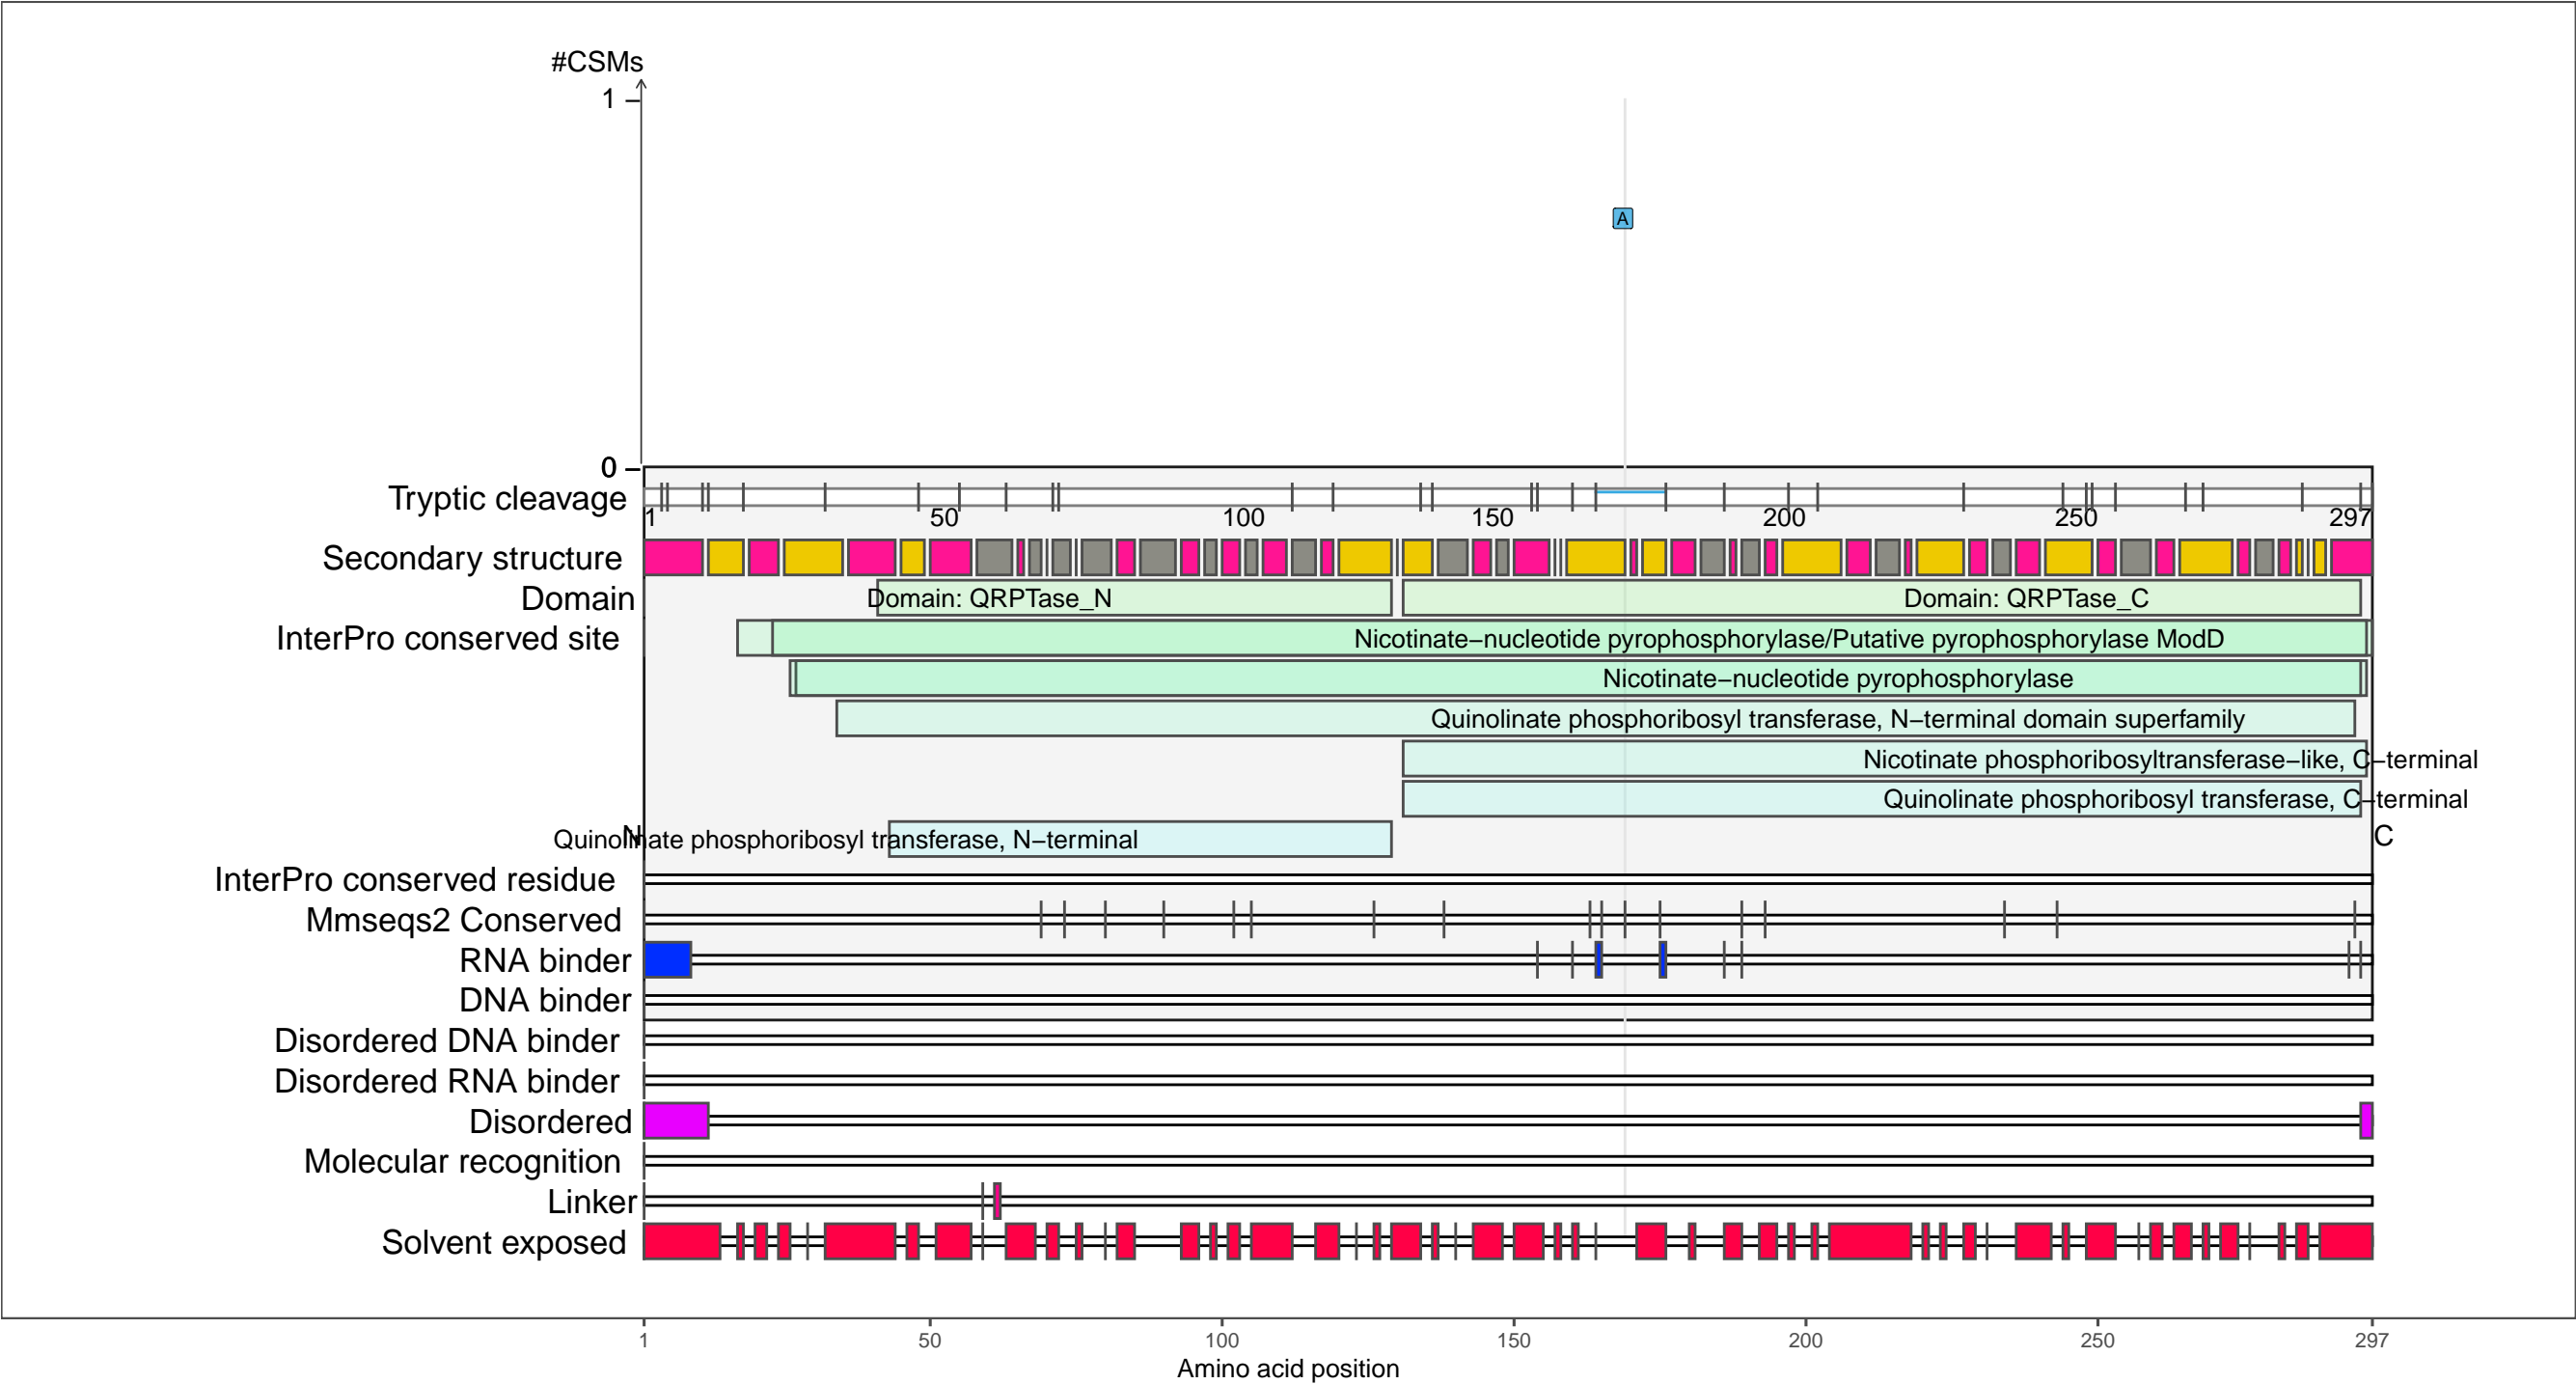 #CSMs
1
A
0
Tryptic cleavage
1 50 100 150 200 250 297
Secondary structure
Domain Domain: QRPTase_N Domain: QRPTase_C
InterPro conserved site Nicotinate−nucleotide pyrophosphorylase/Putative pyrophosphorylase ModD
Nicotinate−nucleotide pyrophosphorylase
Quinolinate phosphoribosyl transferase, N−terminal domain superfamily
Nicotinate phosphoribosyltransferase−like, C−terminal
Quinolinate phosphoribosyl transferase, C−terminal
N Quinolinate phosphoribosyl transferase, N−terminal C
InterPro conserved residue
Mmseqs2 Conserved
RNA binder
DNA binder
Disordered DNA binder
Disordered RNA binder
Disordered
Molecular recognition
Linker
Solvent exposed
1 50 100 150 200 250 297
Amino acid position